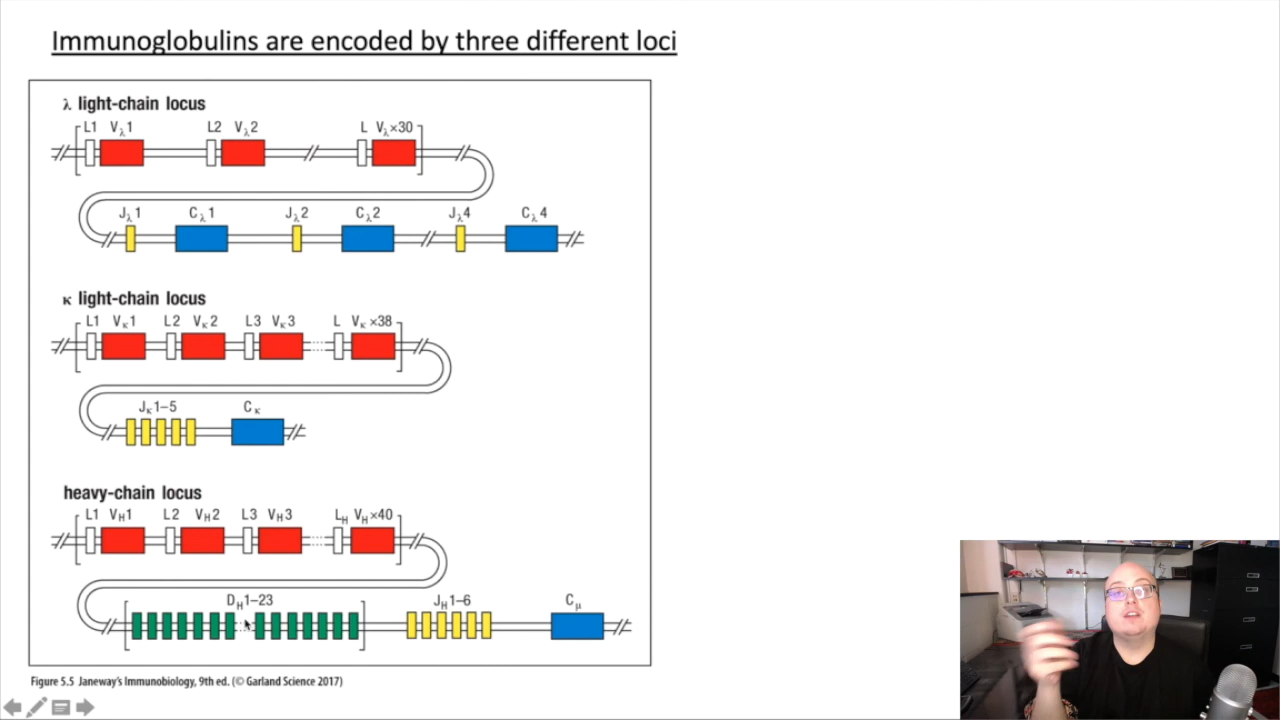 Immunoglobulins are encoded by three different loci
λ light-chain locus
L1 Vλ1 L2 Vλ2 L Vλ×30
Jλ1 Cλ1 Jλ2 Cλ2 Jλ4 Cλ4
κ light-chain locus
L1 Vκ1 L2 Vκ2 L3 Vκ3 L Vκ×38
Jκ1–5 Cκ
heavy-chain locus
L1 VH1 L2 VH2 L3 VH3 LH VH×40
DH1–23 JH1–6 Cμ
Figure 5.5 Janeway's Immunobiology, 9th ed. (© Garland Science 2017)